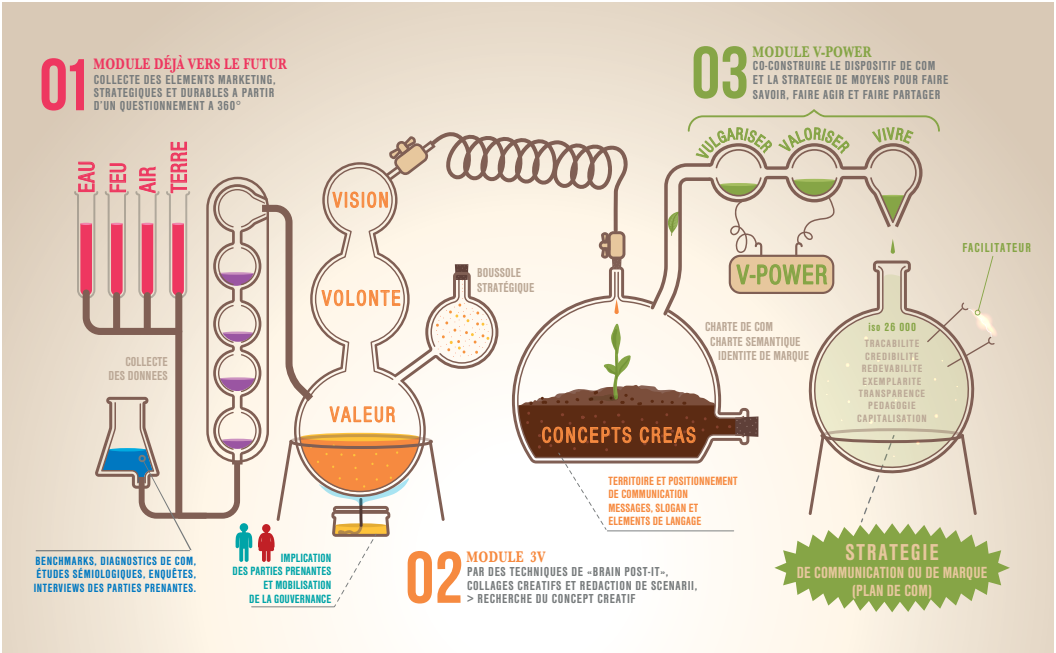 01
MODULE DÉJÀ VERS LE FUTUR
COLLECTE DES ELEMENTS MARKETING,
STRATEGIQUES ET DURABLES A PARTIR
D'UN QUESTIONNEMENT A 360°
EAU
FEU
AIR
TERRE
COLLECTE
DES DONNEES
BENCHMARKS, DIAGNOSTICS DE COM,
ÉTUDES SÉMIOLOGIQUES, ENQUÊTES,
INTERVIEWS DES PARTIES PRENANTES.
VISION
VOLONTE
VALEUR
BOUSSOLE
STRATÉGIQUE
IMPLICATION
DES PARTIES PRENANTES
ET MOBILISATION
DE LA GOUVERNANCE
02
MODULE 3V
PAR DES TECHNIQUES DE «BRAIN POST-IT»,
COLLAGES CREATIFS ET REDACTION DE SCENARII,
> RECHERCHE DU CONCEPT CREATIF
CONCEPTS CREAS
TERRITOIRE ET POSITIONNEMENT
DE COMMUNICATION
MESSAGES, SLOGAN ET
ELEMENTS DE LANGAGE
CHARTE DE COM
CHARTE SEMANTIQUE
IDENTITE DE MARQUE
03
MODULE V-POWER
CO-CONSTRUIRE LE DISPOSITIF DE COM
ET LA STRATEGIE DE MOYENS POUR FAIRE
SAVOIR, FAIRE AGIR ET FAIRE PARTAGER
VULGARISER
VALORISER
VIVRE
V-POWER
FACILITATEUR
iso 26 000
TRACABILITE
CREDIBILITE
REDEVABILITE
EXEMPLARITE
TRANSPARENCE
PEDAGOGIE
CAPITALISATION
STRATEGIE
DE COMMUNICATION OU DE MARQUE
(PLAN DE COM)